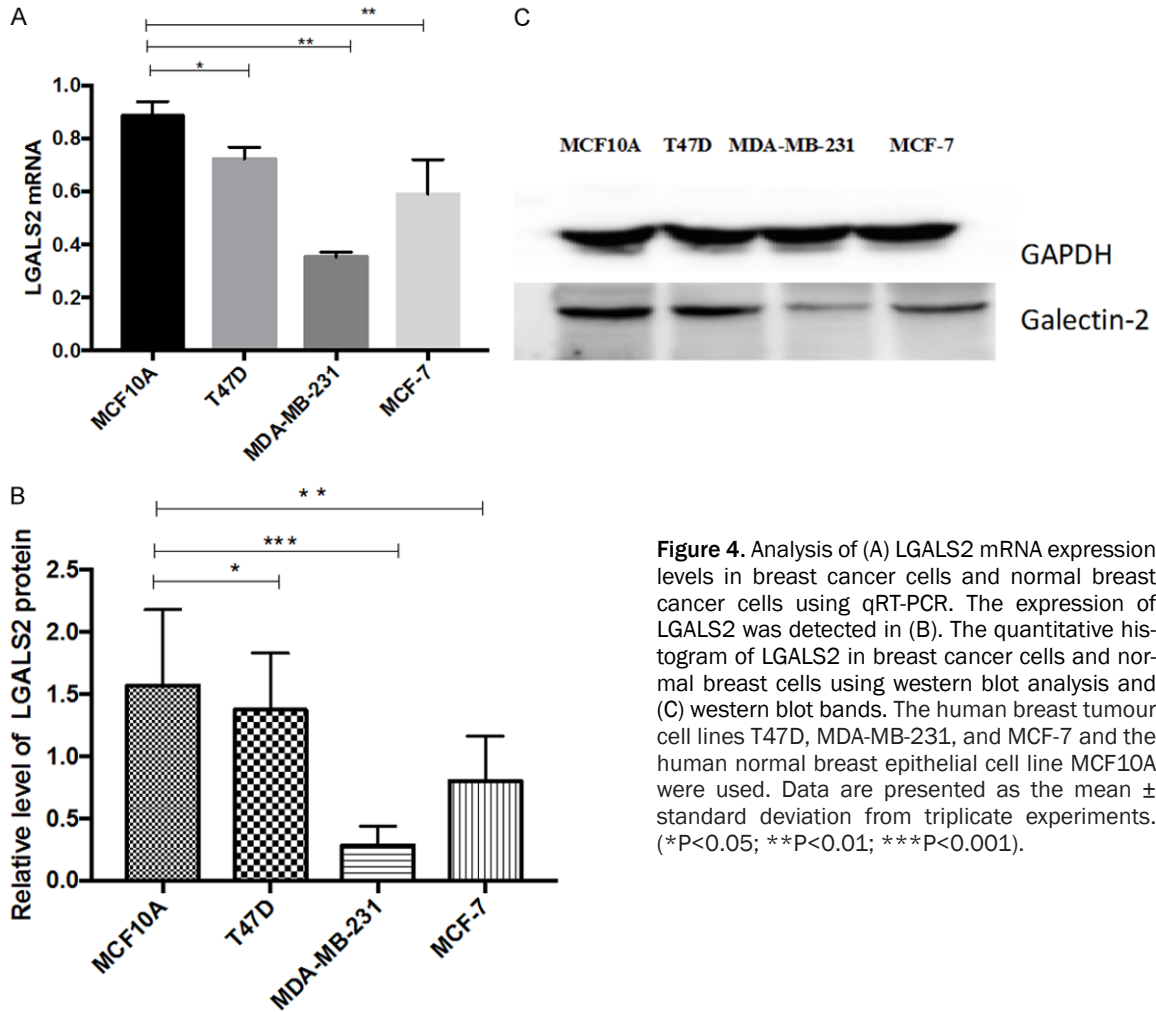 A
**
**
*
1.0
0.8
0.6
0.4
0.2
0.0
LGALS2 mRNA
MCF10A
T47D
MDA-MB-231
MCF-7
C
MCF10A T47D MDA-MB-231 MCF-7
GAPDH
Galectin-2
B
* *
***
*
2.5
2.0
1.5
1.0
0.5
0.0
Relative level of LGALS2 protein
MCF10A
T47D
MDA-MB-231
MCF-7
Figure 4. Analysis of (A) LGALS2 mRNA expression
levels in breast cancer cells and normal breast
cancer cells using qRT-PCR. The expression of
LGALS2 was detected in (B). The quantitative his-
togram of LGALS2 in breast cancer cells and nor-
mal breast cells using western blot analysis and
(C) western blot bands. The human breast tumour
cell lines T47D, MDA-MB-231, and MCF-7 and the
human normal breast epithelial cell line MCF10A
were used. Data are presented as the mean ±
standard deviation from triplicate experiments.
(*P<0.05; **P<0.01; ***P<0.001).